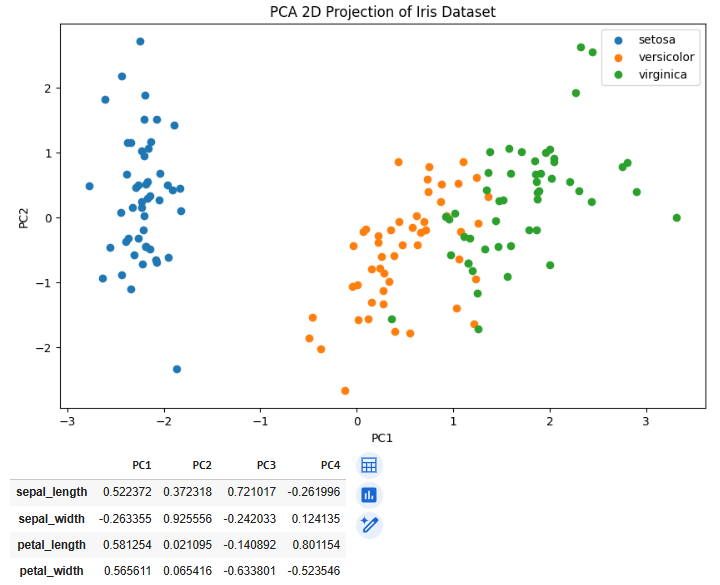 PCA 2D Projection of Iris Dataset
setosa
versicolor
virginica
2
1
0
−1
−2
PC2
−3 −2 −1 0 1 2 3
PC1
PC1 PC2 PC3 PC4
sepal_length 0.522372 0.372318 0.721017 -0.261996
sepal_width -0.263355 0.925556 -0.242033 0.124135
petal_length 0.581254 0.021095 -0.140892 0.801154
petal_width 0.565611 0.065416 -0.633801 -0.523546